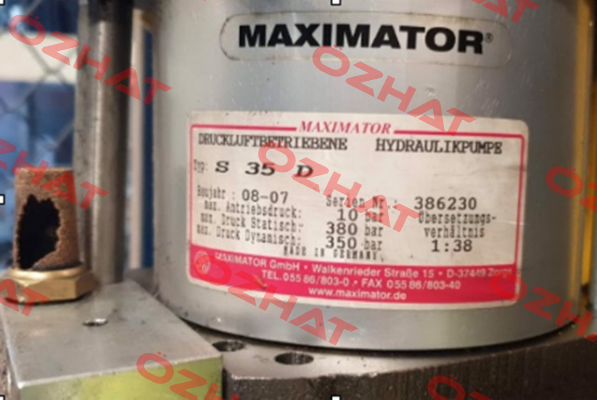 MAXIMATOR®
MAXIMATOR
DRUCKLUFTBETRIEBENE HYDRAULIKPUMPE
Typ: S 35 D
Baujahr : 08-07 Serien Nr.: 386230
max. Antriebsdruck: 10 bar Übersetzungs-
max. Druck Statisch: 380 bar verhältnis
max. Druck Dynamisch: 350 bar 1:38
MADE IN GERMANY
MAXIMATOR GmbH · Walkenrieder Straße 15 · D-37449 Zorge
TEL. 055 86/803-0 · FAX 055 86/803-40
www.maximator.de
OZHAT
OZHAT
OZHAT
OZHAT
OZHAT
OZHAT
OZHAT